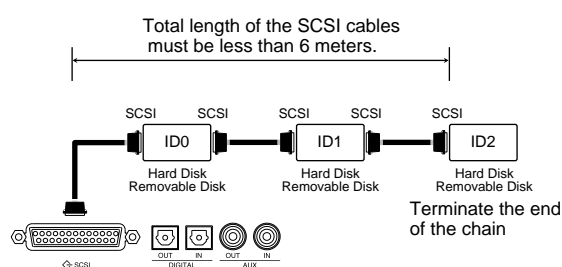 Total length of the SCSI cables
must be less than 6 meters.
SCSI SCSI SCSI SCSI SCSI
ID0 ID1 ID2
Hard Disk Hard Disk Hard Disk
Removable Disk Removable Disk Removable Disk
Terminate the end
of the chain
OUT IN OUT IN
SCSI DIGITAL AUX